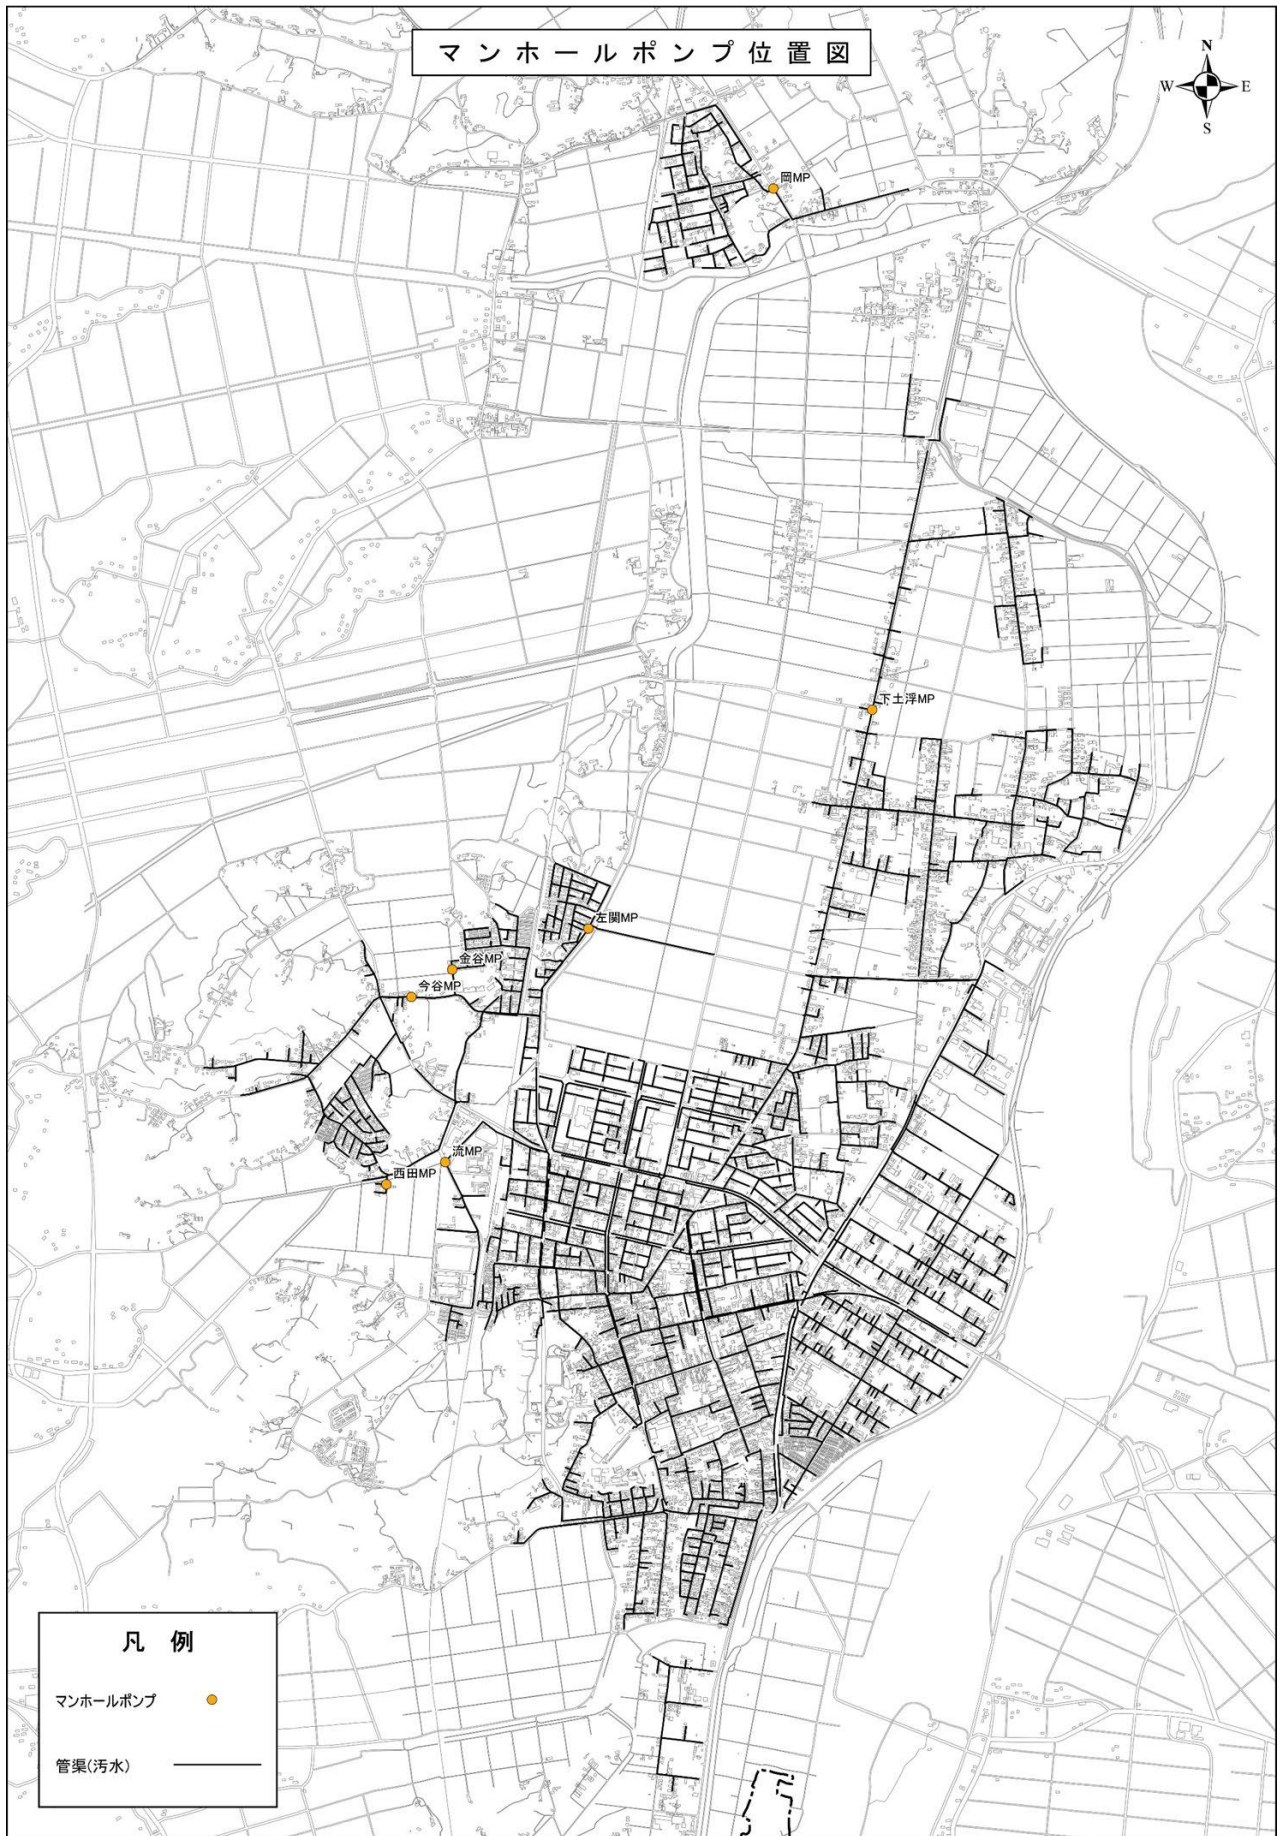 マンホールポンプ位置図
N
W E
S
岡MP
下土浮MP
左関MP
金谷MP
今谷MP
流MP
西田MP
凡 例
マンホールポンプ
管渠(汚水)